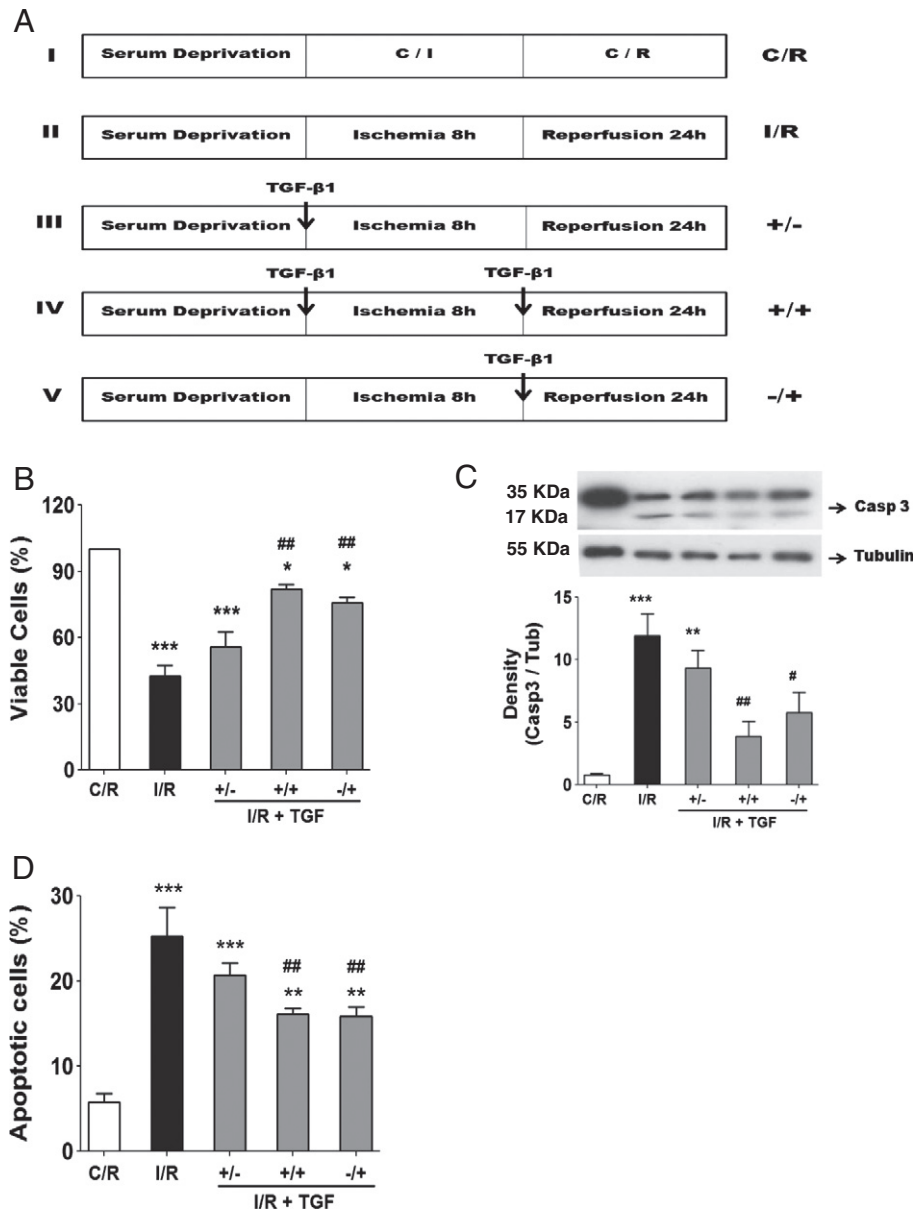 A
I Serum Deprivation C / I C / R C/R
II Serum Deprivation Ischemia 8h Reperfusion 24h I/R
TGF-β1
III Serum Deprivation Ischemia 8h Reperfusion 24h +/-
TGF-β1 TGF-β1
IV Serum Deprivation Ischemia 8h Reperfusion 24h +/+
TGF-β1
V Serum Deprivation Ischemia 8h Reperfusion 24h -/+
B
Viable Cells (%)
120
90
60
30
0
***
***
##
*
##
*
C/R I/R +/- +/+ -/+
I/R + TGF
C
35 KDa
17 KDa
→ Casp 3
55 KDa
→ Tubulin
Density
(Casp3 / Tub)
15
10
5
0
***
**
##
#
C/R I/R +/- +/+ -/+
I/R + TGF
D
Apoptotic cells (%)
30
20
10
0
***
***
##
**
##
**
C/R I/R +/- +/+ -/+
I/R + TGF